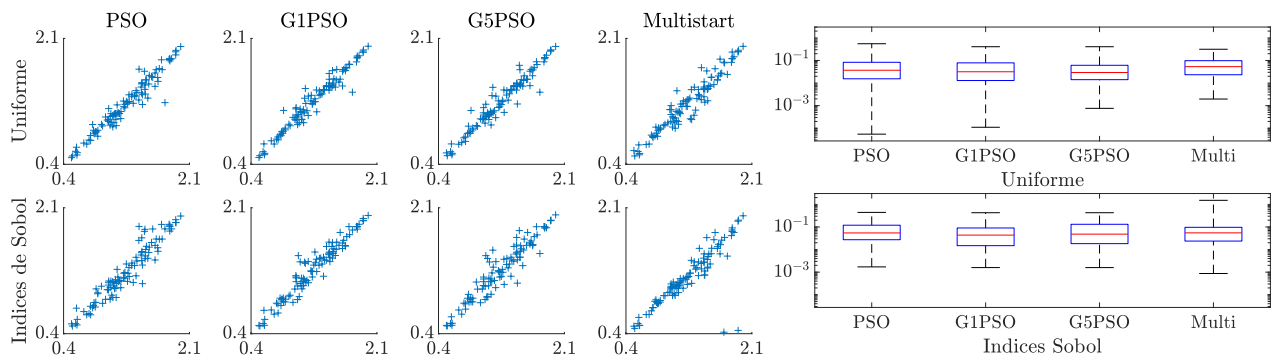 PSO G1PSO G5PSO Multistart
Uniforme
2.1 2.1 2.1 2.1
0.4 0.4 0.4 0.4
0.4 2.1 0.4 2.1 0.4 2.1 0.4 2.1
Indices de Sobol
2.1 2.1 2.1 2.1
0.4 0.4 0.4 0.4
0.4 2.1 0.4 2.1 0.4 2.1 0.4 2.1
10⁻¹
10⁻³
PSO G1PSO G5PSO Multi
Uniforme
10⁻¹
10⁻³
PSO G1PSO G5PSO Multi
Indices Sobol